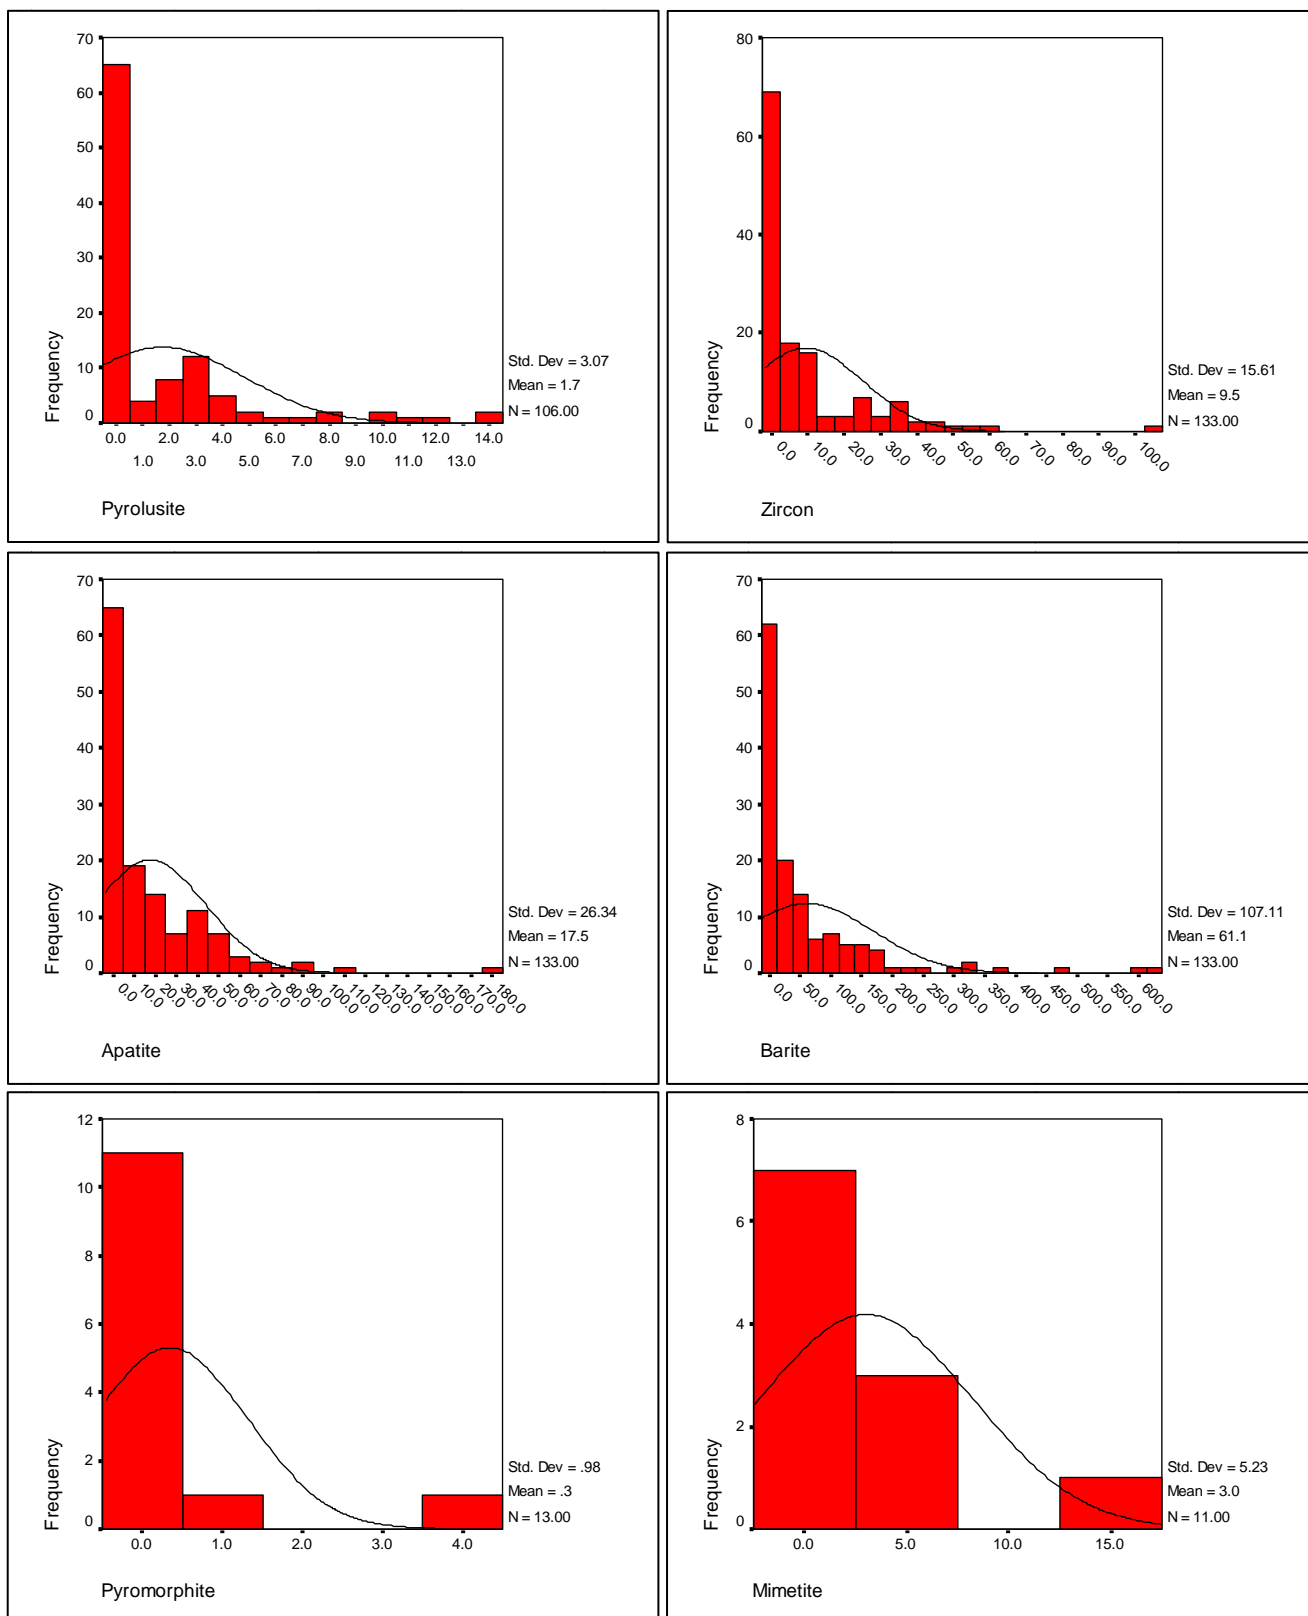 70
60
50
40
30
20
10
0
Frequency
0.0 2.0 4.0 6.0 8.0 10.0 12.0 14.0
1.0 3.0 5.0 7.0 9.0 11.0 13.0
Pyrolusite
Std. Dev = 3.07
Mean = 1.7
N = 106.00
80
60
40
20
0
Frequency
0.0 10.0 20.0 30.0 40.0 50.0 60.0 70.0 80.0 90.0 100.0
Zircon
Std. Dev = 15.61
Mean = 9.5
N = 133.00
70
60
50
40
30
20
10
0
Frequency
0.0 10.0 20.0 30.0 40.0 50.0 60.0 70.0 80.0 90.0 100.0 110.0 120.0 130.0 140.0 150.0 160.0 170.0 180.0
Apatite
Std. Dev = 26.34
Mean = 17.5
N = 133.00
70
60
50
40
30
20
10
0
Frequency
0.0 50.0 100.0 150.0 200.0 250.0 300.0 350.0 400.0 450.0 500.0 550.0 600.0
Barite
Std. Dev = 107.11
Mean = 61.1
N = 133.00
12
10
8
6
4
2
0
Frequency
0.0 1.0 2.0 3.0 4.0
Pyromorphite
Std. Dev = .98
Mean = .3
N = 13.00
8
6
4
2
0
Frequency
0.0 5.0 10.0 15.0
Mimetite
Std. Dev = 5.23
Mean = 3.0
N = 11.00